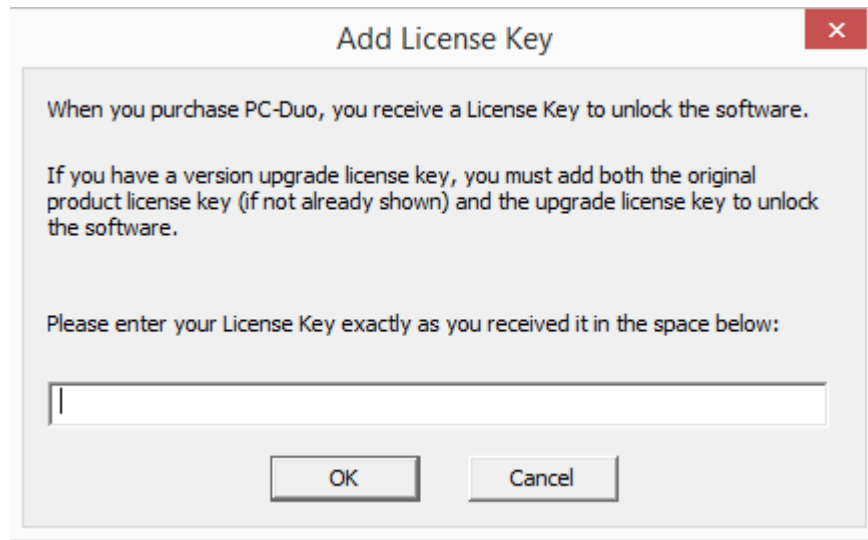 Add License Key
When you purchase PC-Duo, you receive a License Key to unlock the software.
If you have a version upgrade license key, you must add both the original
product license key (if not already shown) and the upgrade license key to unlock
the software.
Please enter your License Key exactly as you received it in the space below:
OK
Cancel